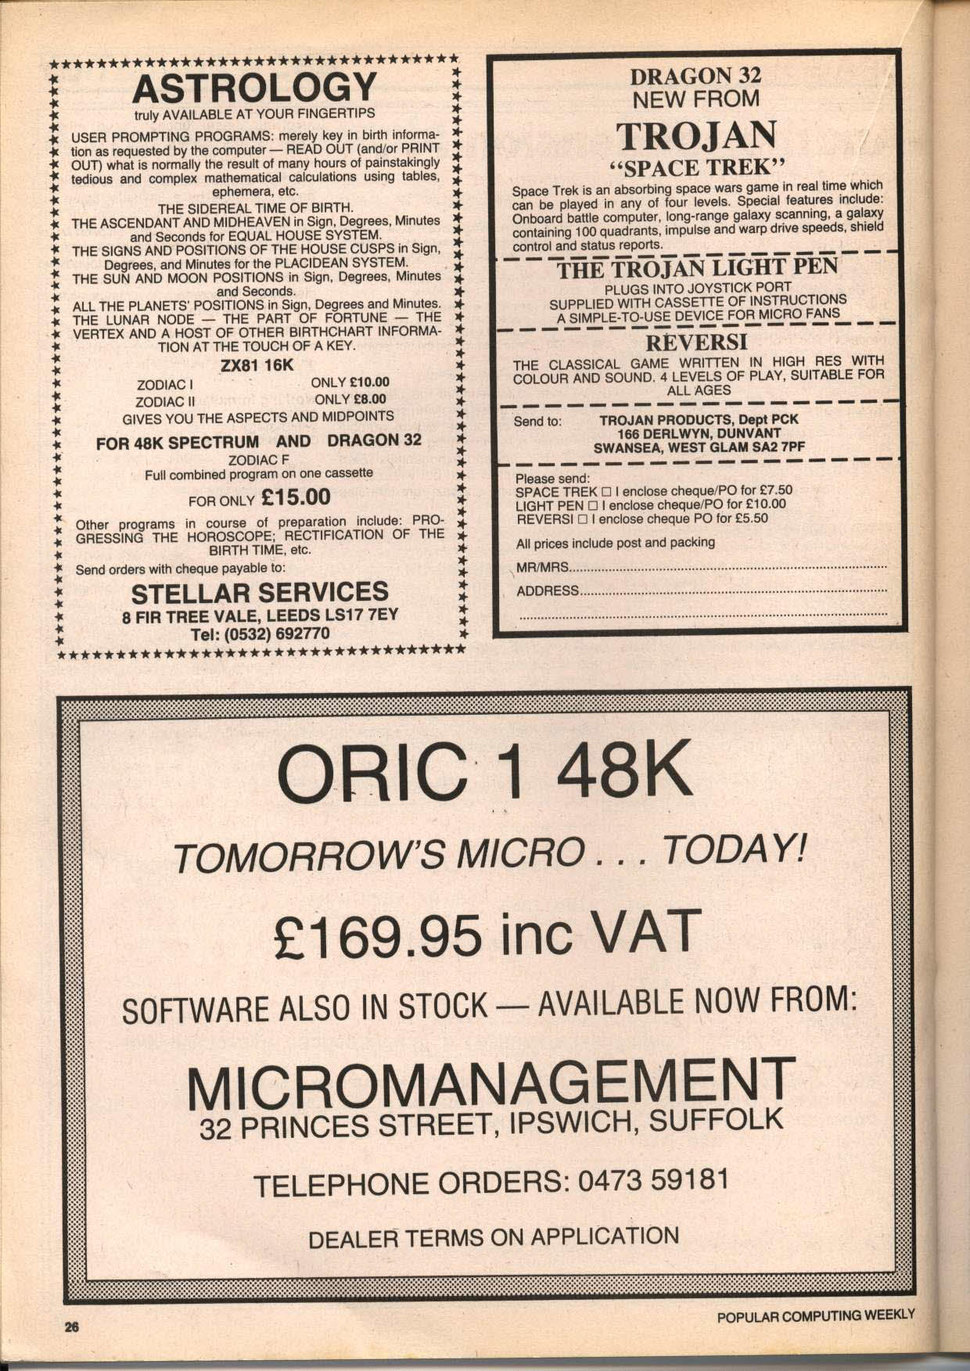 ASTROLOGY
truly AVAILABLE AT YOUR FINGERTIPS
USER PROMPTING PROGRAMS: merely key in birth informa-
tion as requested by the computer — READ OUT (and/or PRINT
OUT) what is normally the result of many hours of painstakingly
tedious and complex mathematical calculations using tables,
ephemera, etc.
THE SIDEREAL TIME OF BIRTH.
THE ASCENDANT AND MIDHEAVEN in Sign, Degrees, Minutes
and Seconds for EQUAL HOUSE SYSTEM.
THE SIGNS AND POSITIONS OF THE HOUSE CUSPS in Sign,
Degrees, and Minutes for the PLACIDEAN SYSTEM.
THE SUN AND MOON POSITIONS in Sign, Degrees, Minutes
and Seconds.
ALL THE PLANETS' POSITIONS in Sign, Degrees and Minutes.
THE LUNAR NODE — THE PART OF FORTUNE — THE
VERTEX AND A HOST OF OTHER BIRTHCHART INFORMA-
TION AT THE TOUCH OF A KEY.
ZX81 16K
ZODIAC I ONLY £10.00
ZODIAC II ONLY £8.00
GIVES YOU THE ASPECTS AND MIDPOINTS
FOR 48K SPECTRUM AND DRAGON 32
ZODIAC F
Full combined program on one cassette
FOR ONLY £15.00
Other programs in course of preparation include: PRO-
GRESSING THE HOROSCOPE; RECTIFICATION OF THE
BIRTH TIME, etc.
Send orders with cheque payable to:
STELLAR SERVICES
8 FIR TREE VALE, LEEDS LS17 7EY
Tel: (0532) 692770
DRAGON 32
NEW FROM
TROJAN
“SPACE TREK”
Space Trek is an absorbing space wars game in real time which
can be played in any of four levels. Special features include:
Onboard battle computer, long-range galaxy scanning, a galaxy
containing 100 quadrants, impulse and warp drive speeds, shield
control and status reports.
THE TROJAN LIGHT PEN
PLUGS INTO JOYSTICK PORT
SUPPLIED WITH CASSETTE OF INSTRUCTIONS
A SIMPLE-TO-USE DEVICE FOR MICRO FANS
REVERSI
THE CLASSICAL GAME WRITTEN IN HIGH RES WITH
COLOUR AND SOUND. 4 LEVELS OF PLAY, SUITABLE FOR
ALL AGES
Send to: TROJAN PRODUCTS, Dept PCK
166 DERLWYN, DUNVANT
SWANSEA, WEST GLAM SA2 7PF
Please send:
SPACE TREK □ I enclose cheque/PO for £7.50
LIGHT PEN □ I enclose cheque/PO for £10.00
REVERSI □ I enclose cheque PO for £5.50
All prices include post and packing
MR/MRS
ADDRESS
ORIC 1 48K
TOMORROW'S MICRO . . . TODAY!
£169.95 inc VAT
SOFTWARE ALSO IN STOCK — AVAILABLE NOW FROM:
MICROMANAGEMENT
32 PRINCES STREET, IPSWICH, SUFFOLK
TELEPHONE ORDERS: 0473 59181
DEALER TERMS ON APPLICATION
26
POPULAR COMPUTING WEEKLY